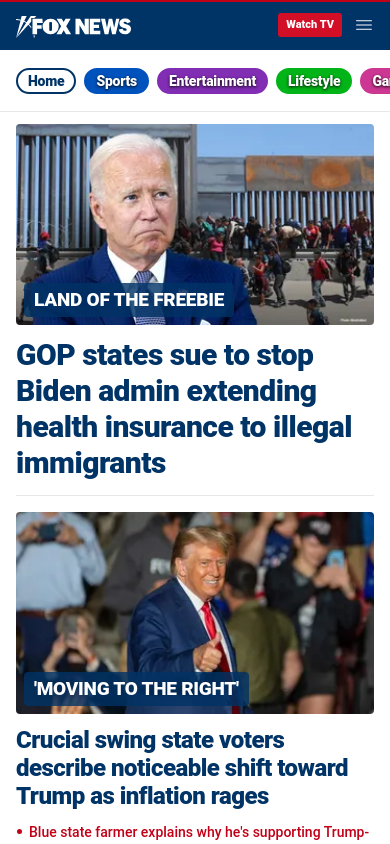 FOX NEWS
Watch TV
Home
Sports
Entertainment
Lifestyle
Ga
LAND OF THE FREEBIE
GOP states sue to stop
Biden admin extending
health insurance to illegal
immigrants
'MOVING TO THE RIGHT'
Crucial swing state voters
describe noticeable shift toward
Trump as inflation rages
• Blue state farmer explains why he's supporting Trump-